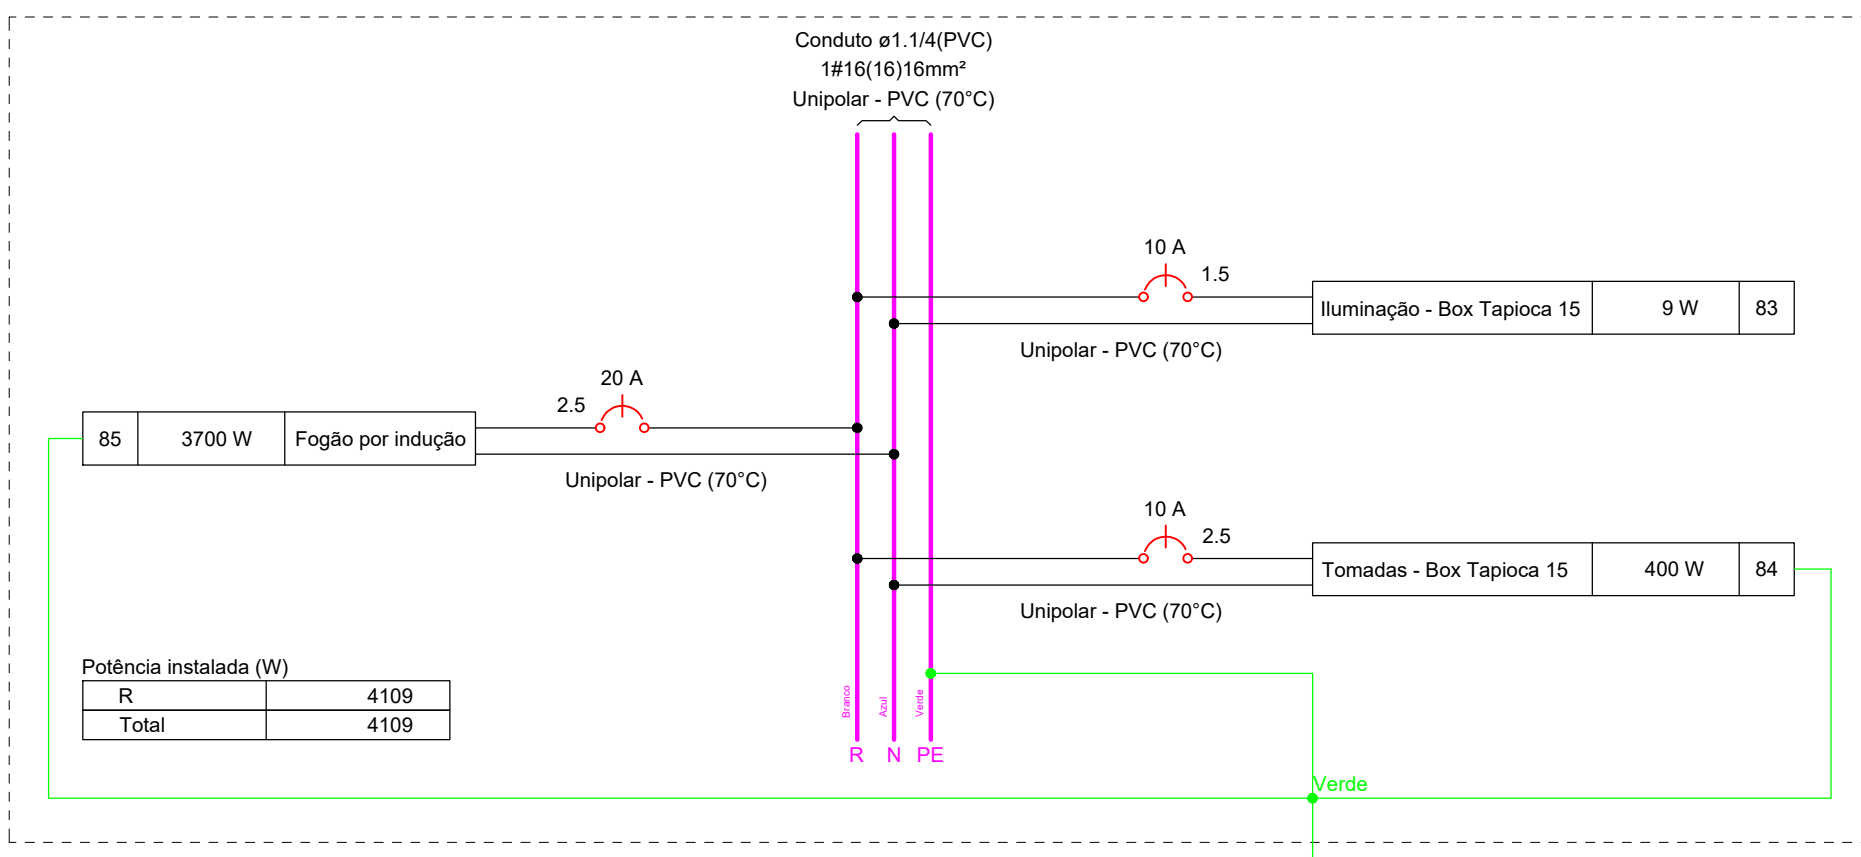 Conduto ø1.1/4(PVC)
1#16(16)16mm²
Unipolar - PVC (70°C)
10 A
1.5
Iluminação - Box Tapioca 15 9 W 83
Unipolar - PVC (70°C)
20 A
2.5
85 3700 W Fogão por indução
Unipolar - PVC (70°C)
10 A
2.5
Tomadas - Box Tapioca 15 400 W 84
Unipolar - PVC (70°C)
Potência instalada (W)
R 4109
Total 4109
Branco
Azul
Verde
R N PE
Verde